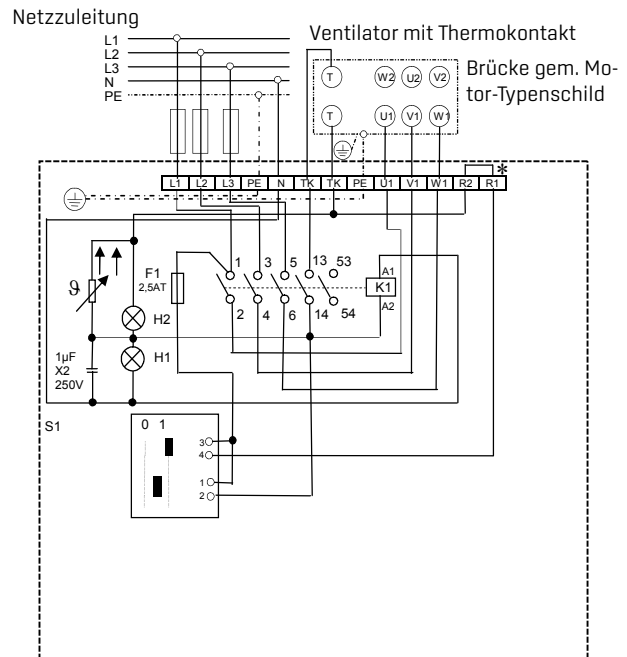 Netzzuleitung
L1
L2
L3
N
PE
Ventilator mit Thermokontakt
Brücke gem. Mo-
tor-Typenschild
T W2 U2 V2
T U1 V1 W1
L1 L2 L3 PE N TK TK PE U1 V1 W1 R2 R1 *
1 3 5 13 53
F1
2,5AT
A1
K1
A2
2 4 6 14 54
ϑ
H2
H1
1µF
X2
250V
S1
0 1
3
4
1
2